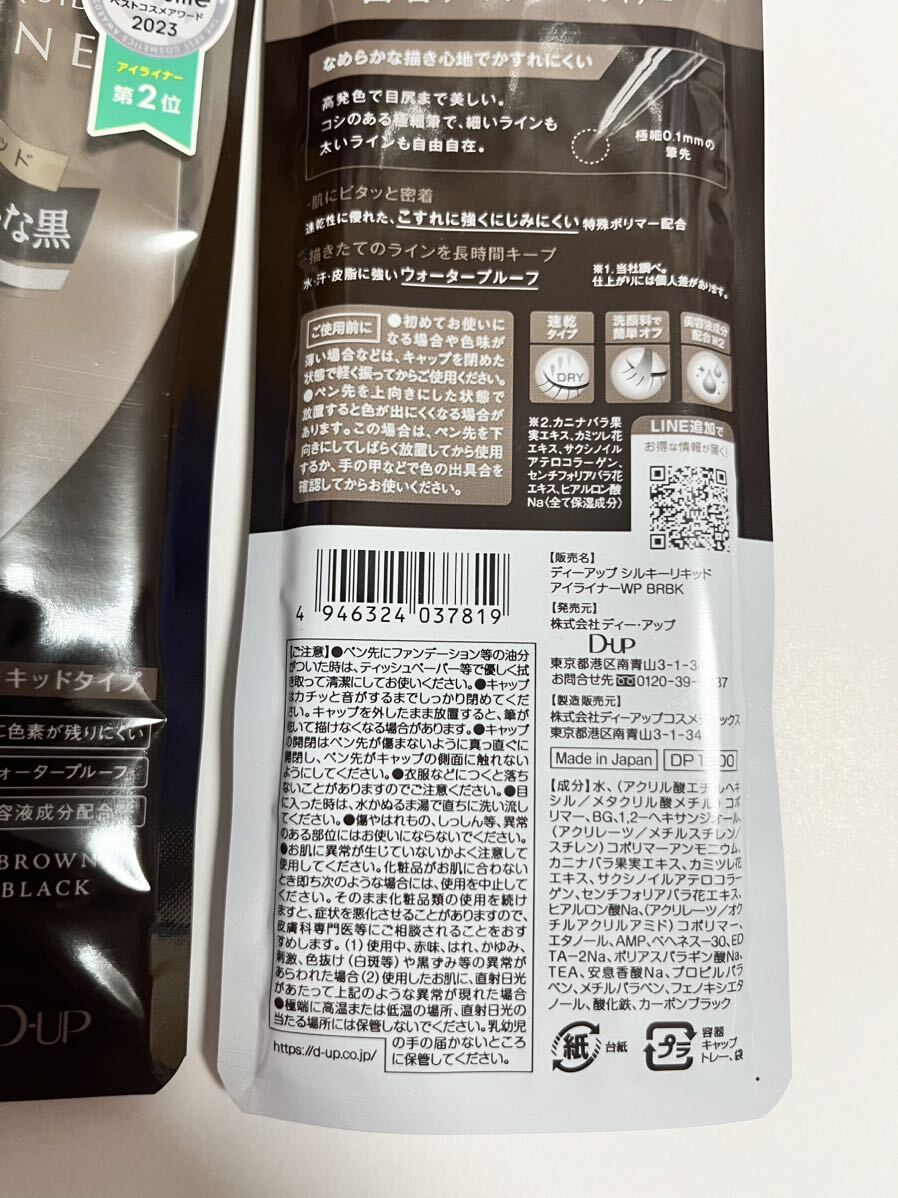 ベストコスメアワード
2023
NE
アイライナー
第2位
ッド
な黒
キッドタイプ
に色素が残りにくい
ウォータープルーフ
容液成分配合
BROWN
BLACK
D-UP
なめらかな描き心地でかすれにくい
高発色で目尻まで美しい。
コシのある極細筆で、細いラインも
太いラインも自由自在。
極細0.1mmの
筆先
肌にピタッと密着
速乾性に優れた、こすれに強くにじみにくい 特殊ポリマー配合
描きたてのラインを長時間キープ
水・汗・皮脂に強いウォータープルーフ
※1.当社調べ。
仕上がりには個人差があります。
ご使用前に ●初めてお使いに
なる場合や色味が
薄い場合などは、キャップを閉めた
状態で軽く振ってからご使用ください。
●ペン先を上向きにした状態で
放置すると色が出にくくなる場合が
あります。この場合は、ペン先を下
向きにしてしばらく放置してから使用
するか、手の甲などで色の出具合を
確認してからお使いください。
速乾
タイプ
DRY
洗顔料で
簡単オフ
美容液成分
配合※2
※2.カニナバラ果
実エキス、カミツレ花
エキス、サクシノイル
アテロコラーゲン、
センチフォリアバラ花
エキス、ヒアルロン酸
Na(全て保湿成分)
LINE追加で
お得な情報が届く!
4 946324 037819
【販売名】
ディーアップ シルキーリキッド
アイライナーWP BRBK
【発売元】
株式会社ディー・アップ
D-UP
東京都港区南青山3-1-3
お問合せ先 0120-39- 37
【製造販売元】
株式会社ディーアップコスメティックス
東京都港区南青山3-1-34
Made in Japan DP 1 00
【ご注意】●ペン先にファンデーション等の油分
がついた時は、ティッシュペーパー等で優しく拭
き取って清潔にしてお使いください。●キャップ
はカチッと音がするまでしっかり閉めてくださ
い。キャップを外したまま放置すると、筆が
乾いて描けなくなる場合があります。●キャップ
の開閉はペン先が傷まないように真っ直ぐに
開閉し、ペン先がキャップの側面に触れない
ようにしてください。●衣服などにつくと落ち
ないことがありますのでご注意ください。●目
に入った時は、水かぬるま湯で直ちに洗い流し
てください。●傷やはれもの、しっしん等、異常
のある部位にはお使いにならないでください。
●お肌に異常が生じていないかよく注意して
使用してください。化粧品がお肌に合わない
とき即ち次のような場合には、使用を中止して
ください。そのまま化粧品類の使用を続け
ますと、症状を悪化させることがありますので、
皮膚科専門医等にご相談されることをおす
すめします。(1)使用中、赤味、はれ、かゆみ、
刺激、色抜け(白斑等)や黒ずみ等の異常が
あらわれた場合(2)使用したお肌に、直射日光
があたって上記のような異常が現れた場合
●極端に高温または低温の場所、直射日光の
当たる場所には保管しないでください。乳幼児
の手の届かないところ
に保管してください。
https://d-up.co.jp/
【成分】水、(アクリル酸エチルヘキ
シル/メタクリル酸メチル)コポ
リマー、BG、1,2-ヘキサンジオール、
(アクリレーツ/メチルスチレン/
スチレン)コポリマーアンモニウム、
カニナバラ果実エキス、カミツレ花
エキス、サクシノイルアテロコラー
ゲン、センチフォリアバラ花エキス、
ヒアルロン酸Na、(アクリレーツ/オク
チルアクリルアミド)コポリマー、
エタノール、AMP、ベヘネス-30、ED
TA-2Na、ポリアスパラギン酸Na、
TEA、安息香酸Na、プロピルパラ
ベン、メチルパラベン、フェノキシエタ
ノール、酸化鉄、カーボンブラック
紙 台紙
プラ 容器
キャップ
トレー、袋